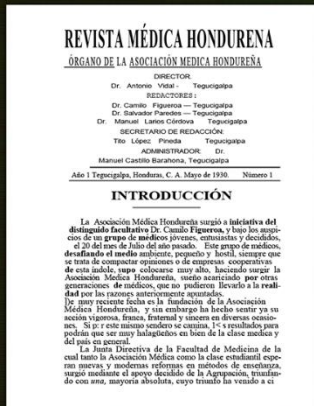 REVISTA MÉDICA HONDURENA
ÓRGANO DE LA ASOCIACIÓN MEDICA HONDUREÑA
DIRECTOR:
Dr. Antonio Vidal - Tegucigalpa
REDACTORES:
Dr. Camilo Figueroa — Tegucigalpa
Dr. Salvador Paredes — Tegucigalpa
Dr. Manuel Larios Córdova Tegucigalpa
SECRETARIO DE REDACCIÓN:
Tito López Pineda Tegucigalpa
ADMINISTRADOR: Dr.
Manuel Castillo Barahona, Tegucigalpa
Año 1 Tegucigalpa, Honduras, C. A. Mayo de 1930. Número 1
INTRODUCCIÓN
La Asociación Médica Hondureña surgió a iniciativa del
distinguido facultativo Dr. Camilo Figueroa, y bajo los auspi-
cios de un grupo de médicos jóvenes, entusiastas y decididos,
el 20 del mes de Julio del año pasado. Este grupo de médicos,
desafiando el medio ambiente, pequeño y hostil, siempre que
se trata de compactar opiniones o de empresas cooperativas
de esta indole, supo colocarse muy alto, haciendo surgir la
Asociación Medica Hondureña, sueño acariciado por otras
generaciones de médicos, que no pudieron llevarlo a la reali-
dad por las razones anteriormente apuntadas.
De muy reciente fecha es la fundación de la Asociación
Médica Hondureña, y sin embargo ha hecho sentir ya su
acción vigorosa, franca, fraternal y sincera en diversas ocasio-
nes. Si p: r este mismo sendero se camina, 1< s resultados para
podrán que ser muy halagüeños en bien de la clase medica y
del país en general.
La Junta Directiva de la Facultad de Medicina de la
cual tanto la Asociación Médica como la clase estudiantil espe-
ran nuevas y modernas reformas en métodos de enseñanza,
surgió mediante el apoyo decidido de la Agrupación, triunfan-
do con una, mayoría absoluta, cuyo triunfo ha venido a ci